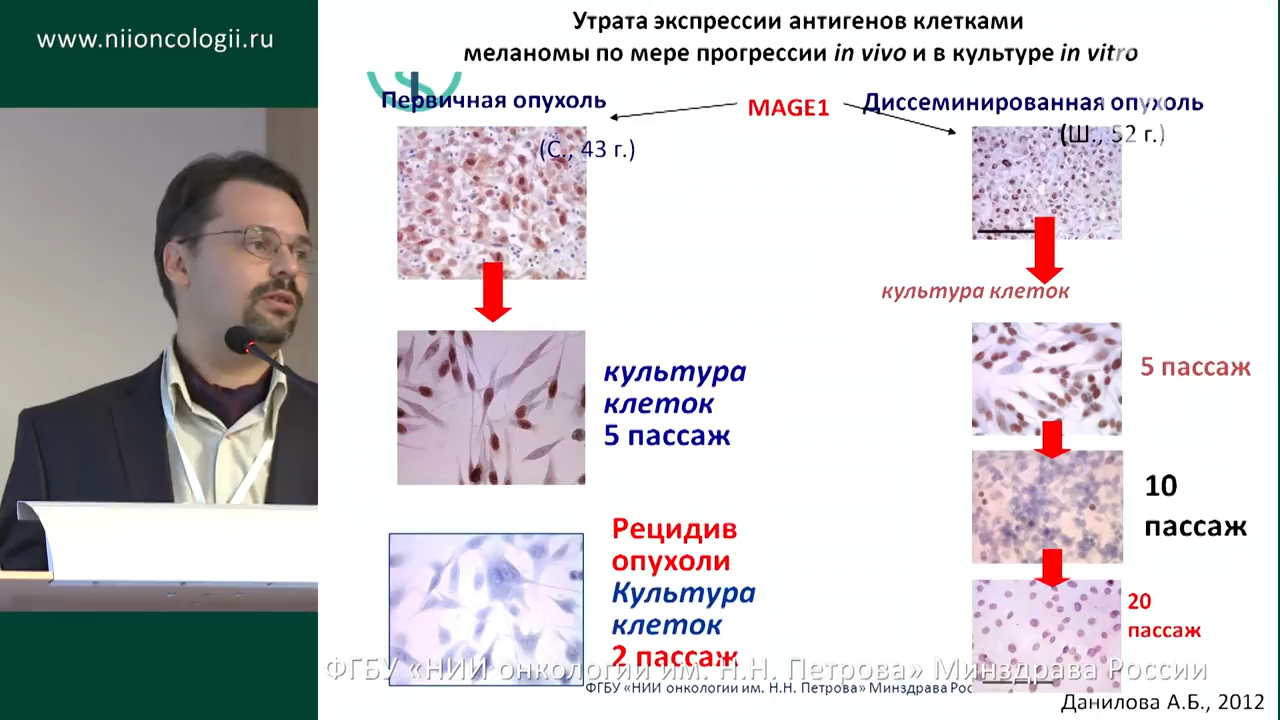 www.niioncologii.ru
Утрата экспрессии антигенов клетками
меланомы по мере прогрессии in vivo и в культуре in vitro
Первичная опухоль
MAGE1
Диссеминированная опухоль
(С., 43 г.)
(Ш., 52 г.)
культура клеток
культура
клеток
5 пассаж
5 пассаж
10
пассаж
Рецидив
опухоли
Культура
клеток
2 пассаж
20
пассаж
ФГБУ «НИИ онкологии им. Н.Н. Петрова» Минздрава России
ФГБУ «НИИ онкологии им. Н.Н. Петрова» Минздрава Рос
Данилова А.Б., 2012